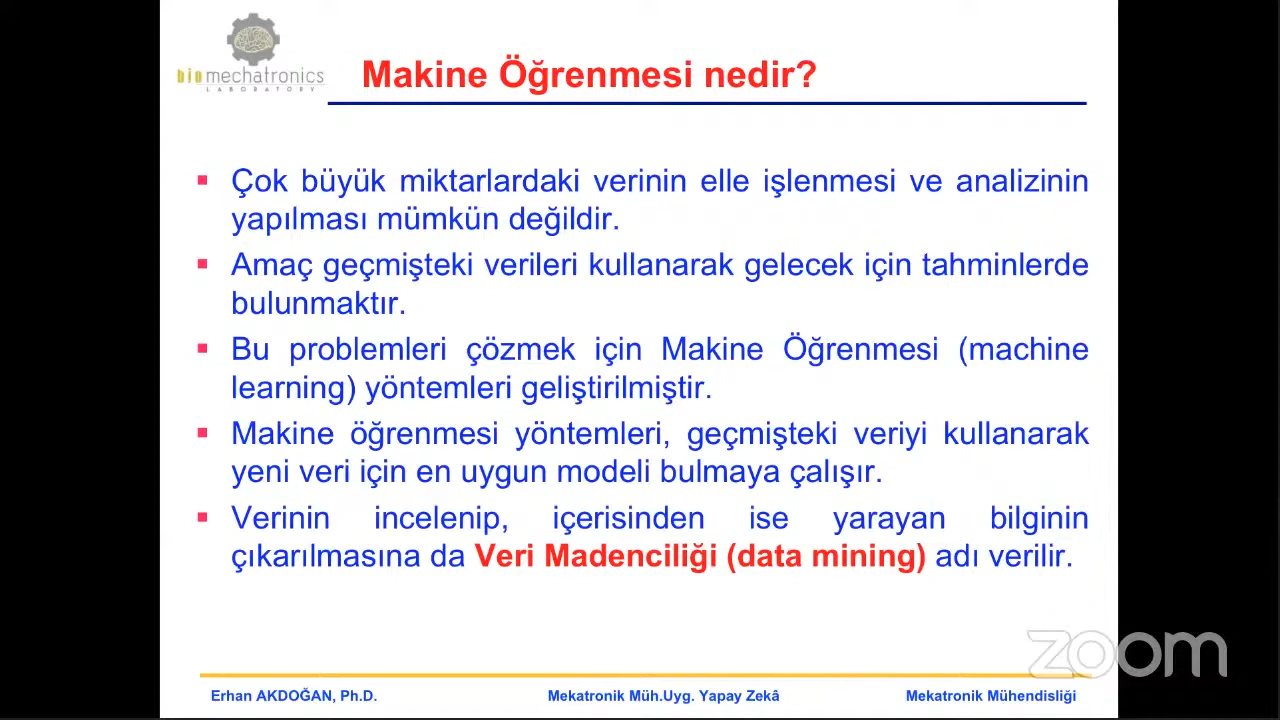 biomechatronics
LABORATORY
Makine Öğrenmesi nedir?
Çok büyük miktarlardaki verinin elle işlenmesi ve analizinin
yapılması mümkün değildir.
Amaç geçmişteki verileri kullanarak gelecek için tahminlerde
bulunmaktır.
Bu problemleri çözmek için Makine Öğrenmesi (machine
learning) yöntemleri geliştirilmiştir.
Makine öğrenmesi yöntemleri, geçmişteki veriyi kullanarak
yeni veri için en uygun modeli bulmaya çalışır.
Verinin incelenip, içerisinden ise yarayan bilginin
çıkarılmasına da Veri Madenciliği (data mining) adı verilir.
zoom
Erhan AKDOĞAN, Ph.D. Mekatronik Müh.Uyg. Yapay Zekâ Mekatronik Mühendisliği